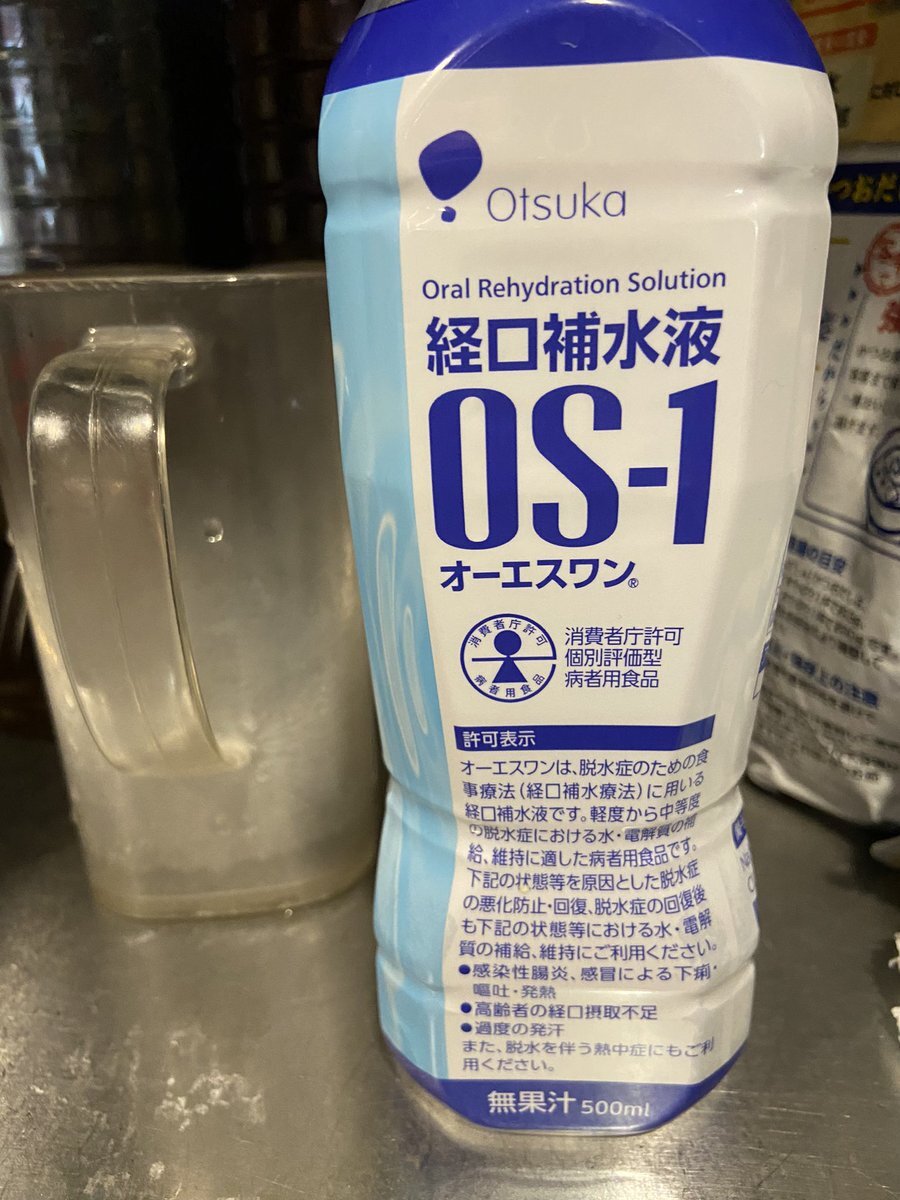 Otsuka
Oral Rehydration Solution
経口補水液
OS-1
オーエスワン®
消費者庁許可
病者用食品
消費者庁許可
個別評価型
病者用食品
許可表示
オーエスワンは、脱水症のための食
事療法(経口補水療法)に用いる
経口補水液です。軽度から中等度
の脱水症における水・電解質の補
給、維持に適した病者用食品です。
下記の状態等を原因とした脱水症
の悪化防止・回復、脱水症の回復後
も下記の状態等における水・電解
質の補給、維持にご利用ください。
●感染性腸炎、感冒による下痢・
嘔吐・発熱
●高齢者の経口摂取不足
●過度の発汗
また、脱水を伴う熱中症にもご利
用ください。
無果汁 500ml
つおだ